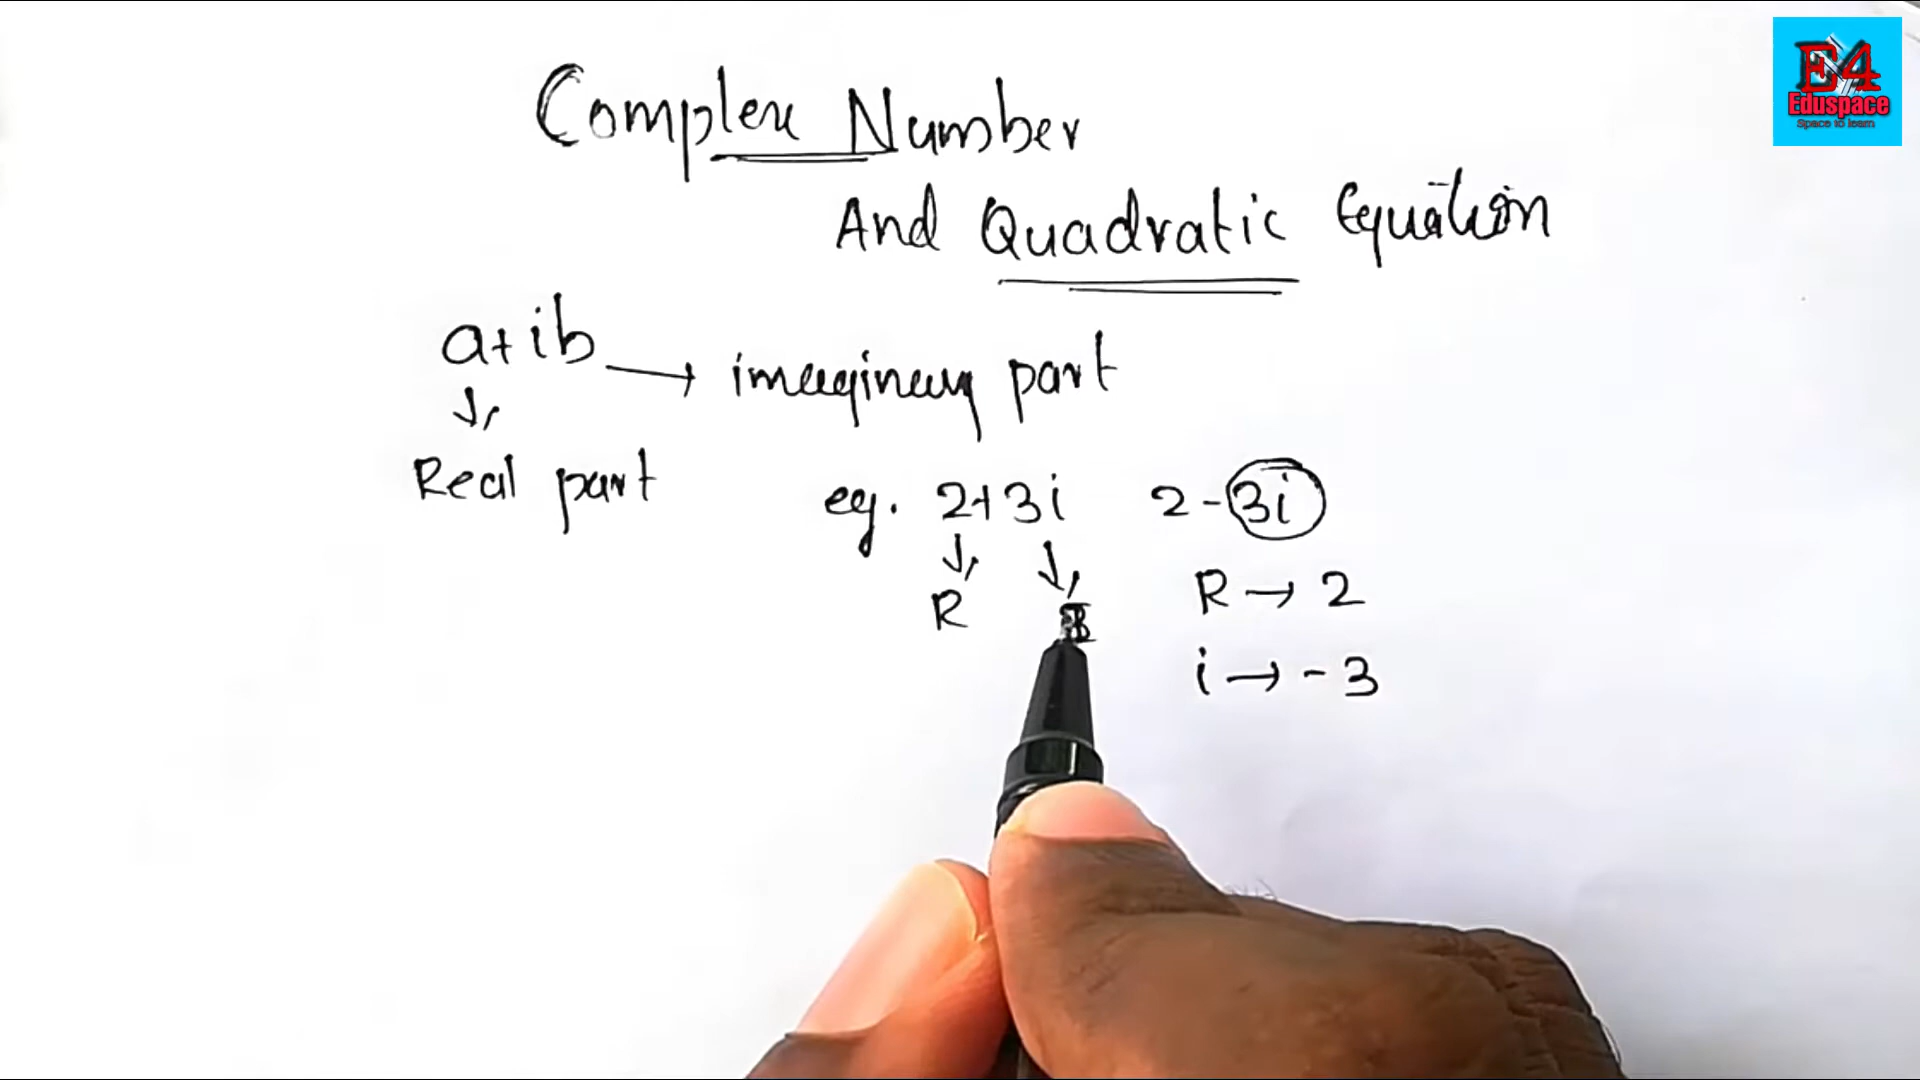 Complex Number
And Quadratic Equation
a+ib → imaginary part
Real part
eg. 2+3i 2-3i
R
R → 2
i → -3
E4
Eduspace
Space to learn